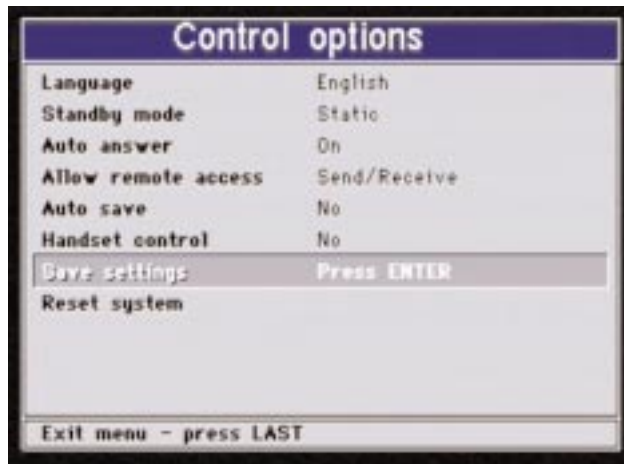 Control options
Language English
Standby mode Static
Auto answer On
Allow remote access Send/Receive
Auto save No
Handset control No
Save settings Press ENTER
Reset system
Exit menu - press LAST